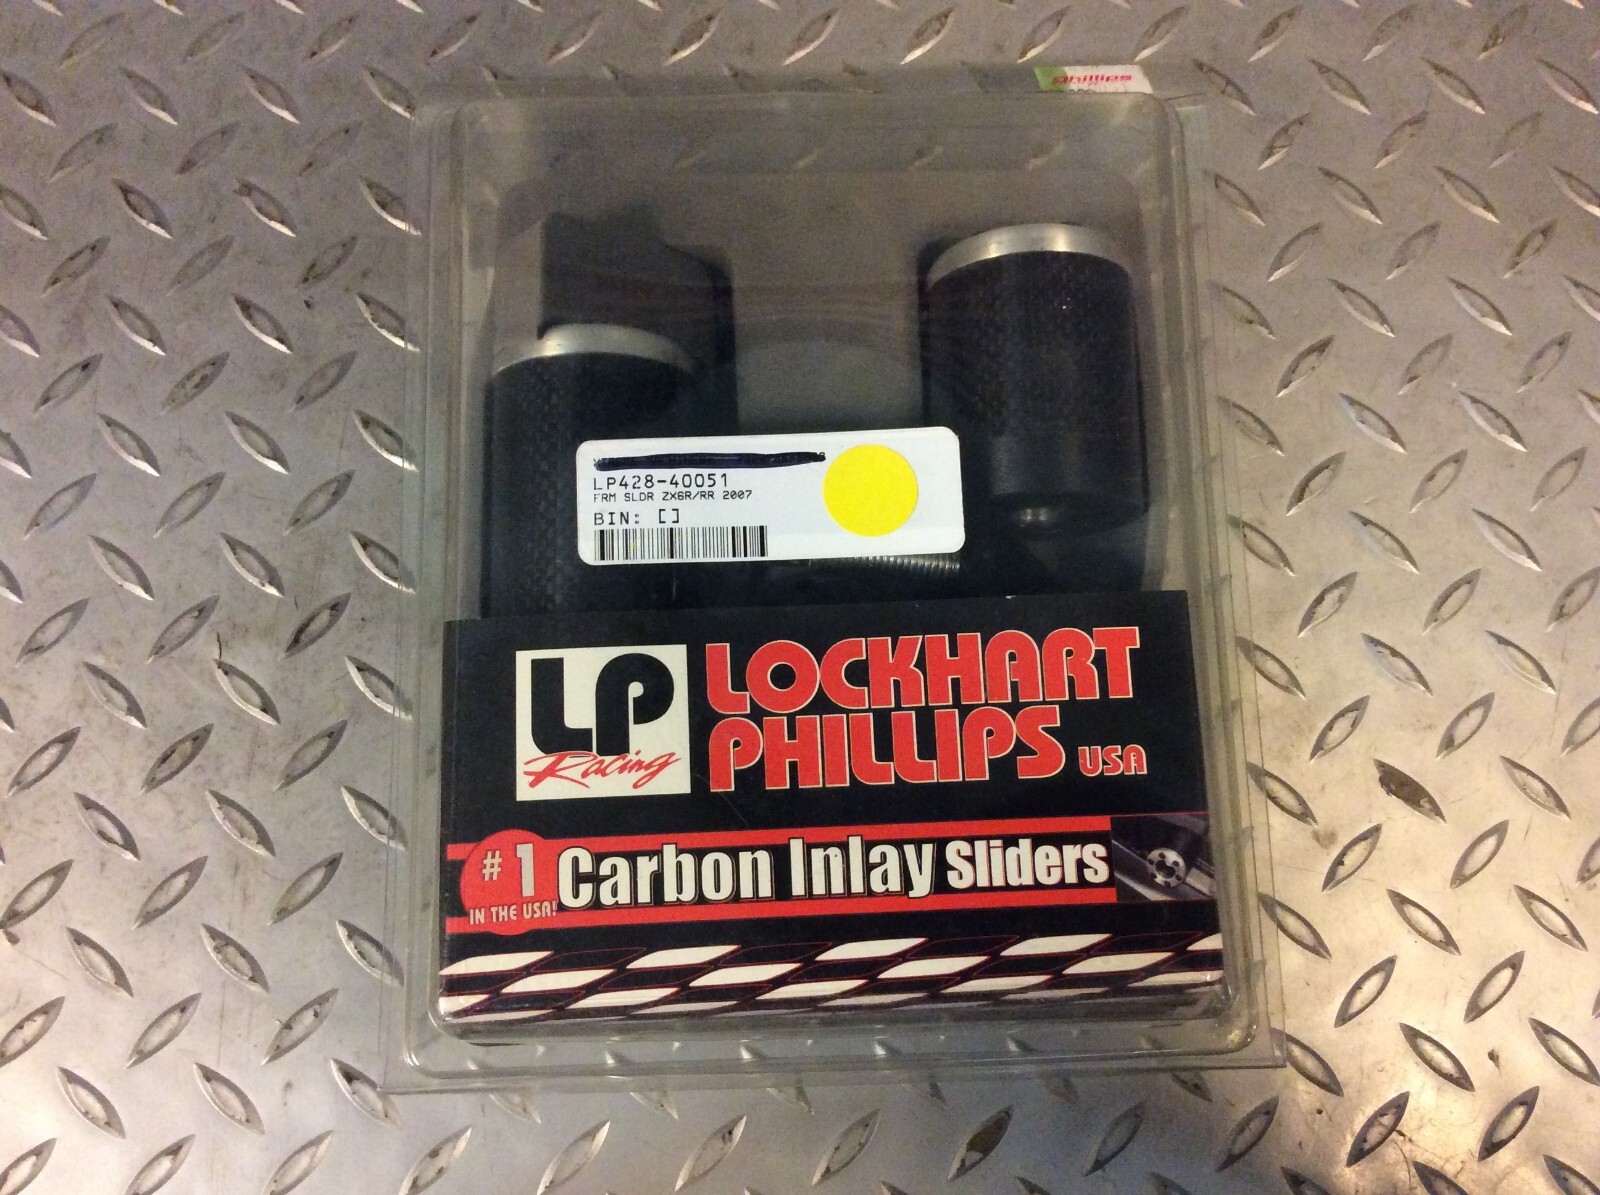 Phillips
LP428-40051
FRM SLDR ZX6R/RR 2007
BIN: []
LP
Racing
LOCKHART
PHILLIPS USA
#1
IN THE USA!
Carbon Inlay Sliders